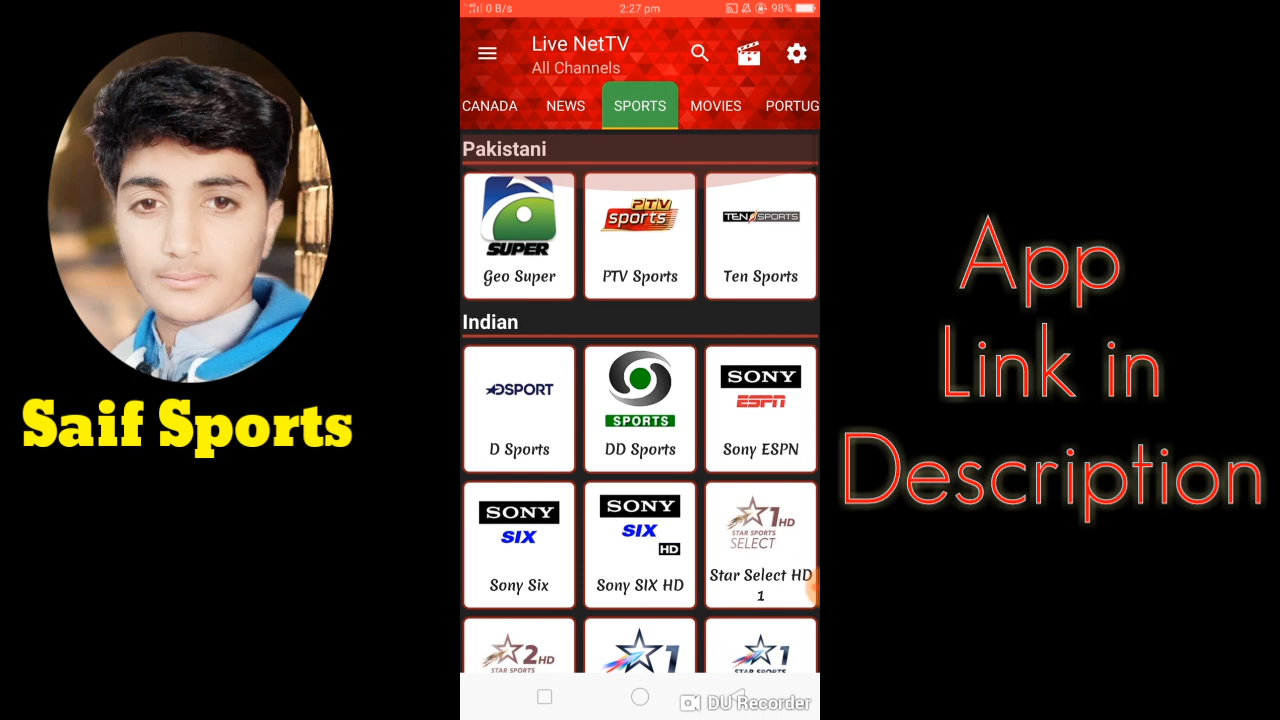 0 B/s
2:27 pm
98%
Live NetTV
All Channels
CANADA NEWS SPORTS MOVIES PORTUG
Pakistani
SUPER
PTV
sports
TEN SPORTS
Geo Super
PTV Sports
Ten Sports
Indian
DSPORT
SPORTS
SONY
ESPN
D Sports
DD Sports
Sony ESPN
SONY
SIX
SONY
SIX
HD
1HD
STAR SPORTS
SELECT
Sony Six
Sony SIX HD
Star Select HD
1
2HD
STAR SPORTS
1
1
DU Recorder
Saif Sports
App
Link in
Description